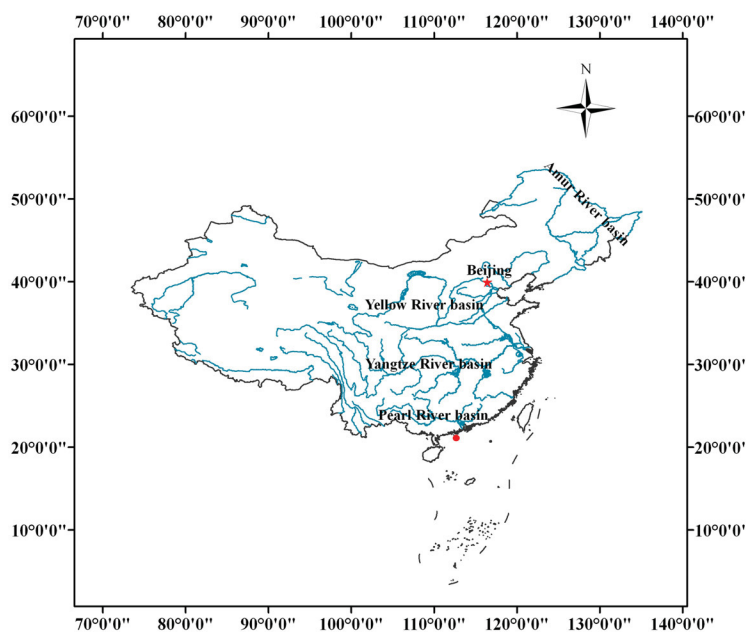 70°0'0" 80°0'0" 90°0'0" 100°0'0" 110°0'0" 120°0'0" 130°0'0" 140°0'0"
N
60°0'0" 60°0'0"
Amur River basin
50°0'0" 50°0'0"
Beijing
40°0'0" 40°0'0"
Yellow River basin
30°0'0" 30°0'0"
Yangtze River basin
Pearl River basin
20°0'0" 20°0'0"
10°0'0" 10°0'0"
70°0'0" 80°0'0" 90°0'0" 100°0'0" 110°0'0" 120°0'0" 130°0'0" 140°0'0"